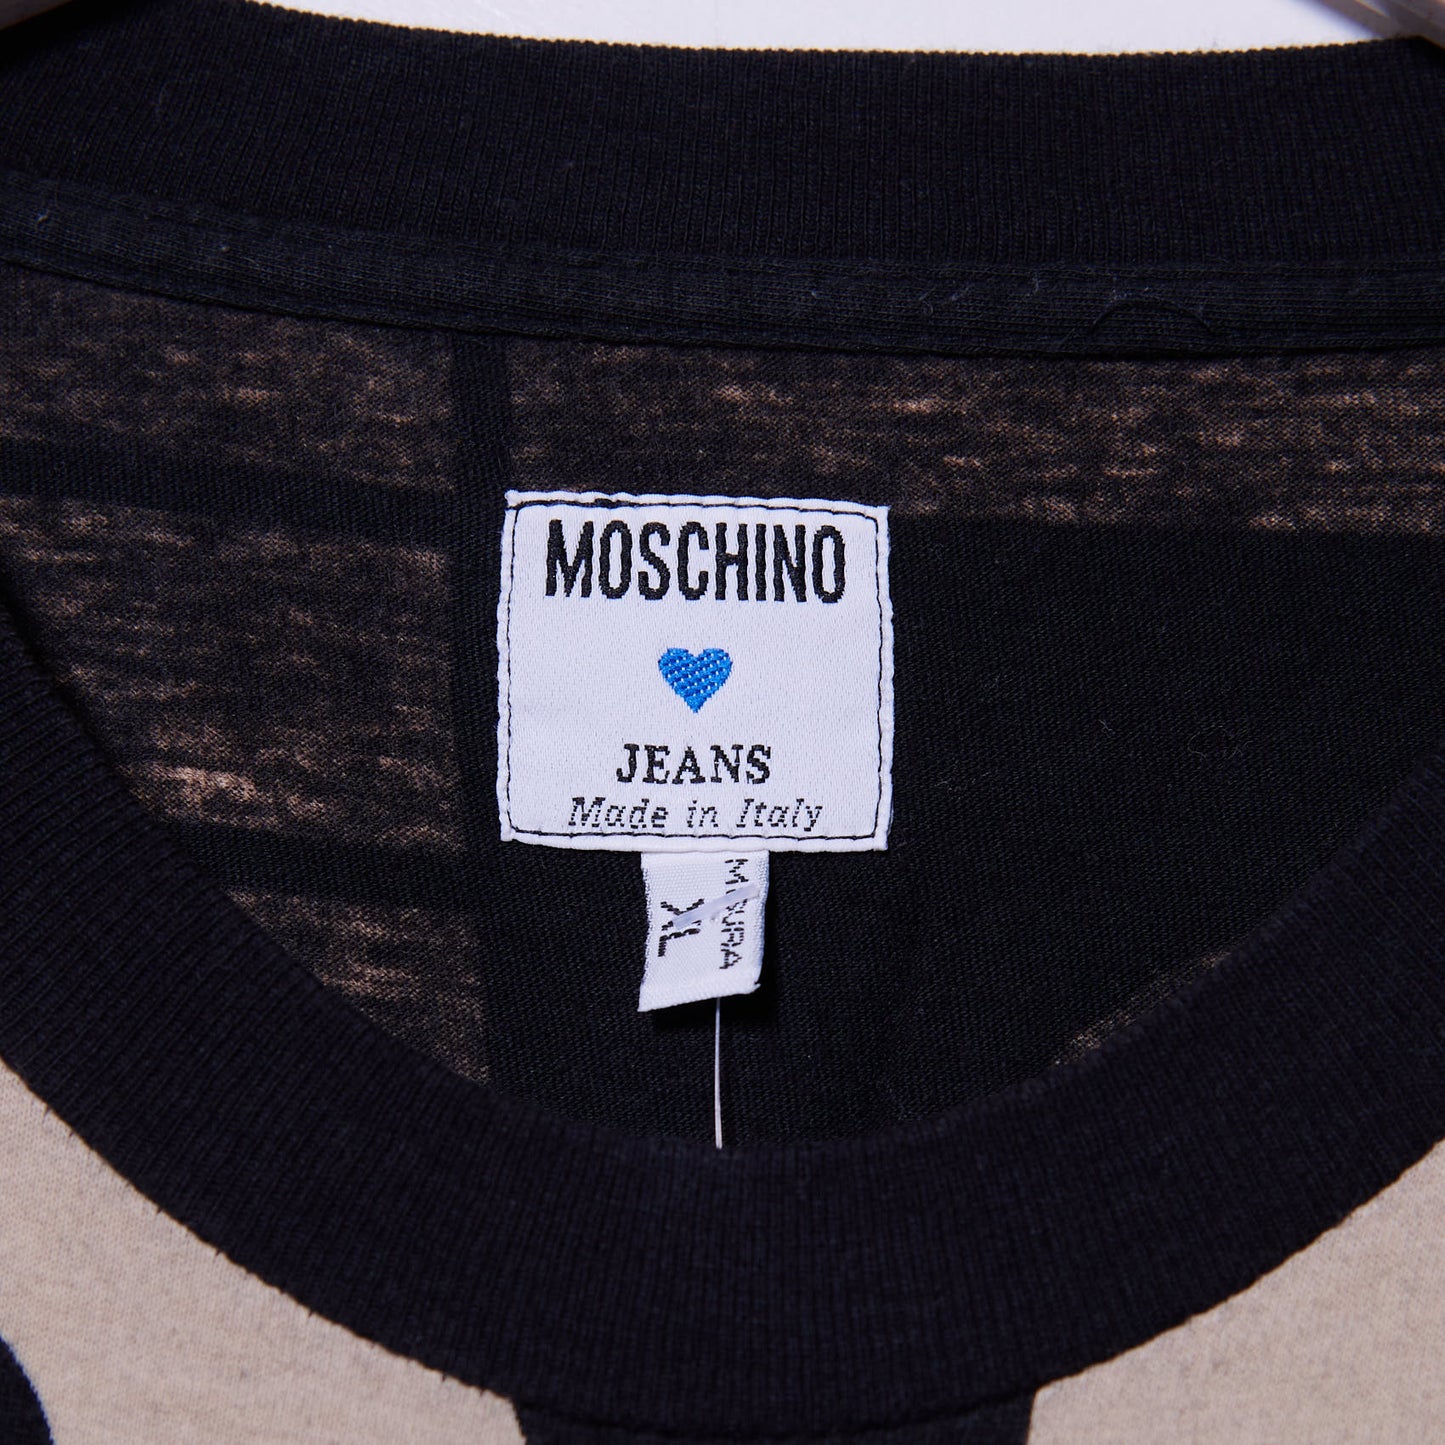 MOSCHINO
JEANS
Made in Italy
MISURA
XL